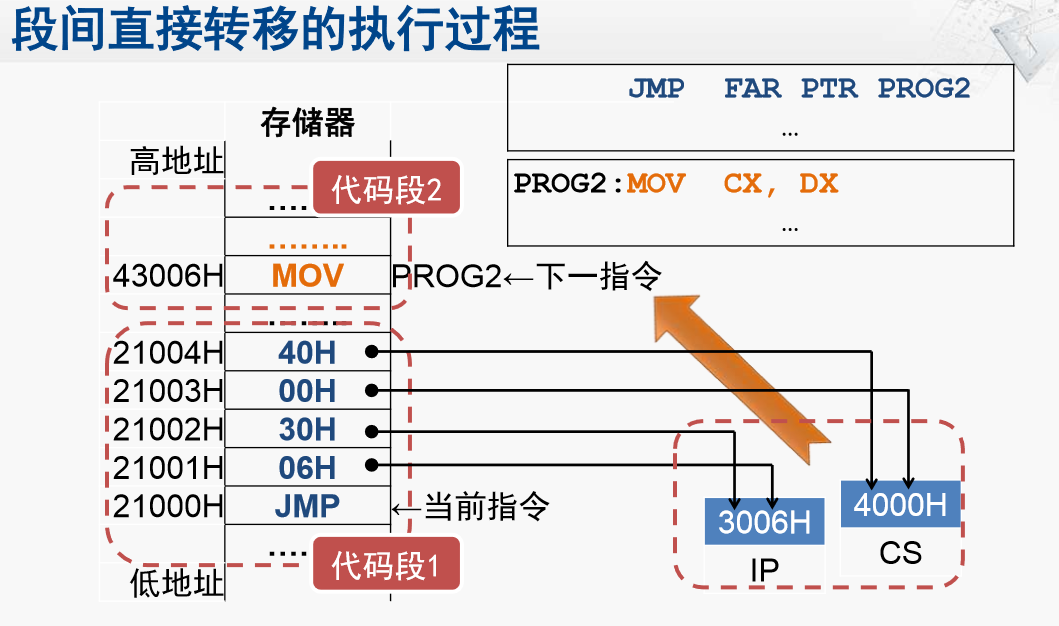 段间直接转移的执行过程
JMP FAR PTR PROG2
…
PROG2:MOV CX, DX
…
存储器
高地址
代码段2
....
........
43006H MOV PROG2←下一指令
........
21004H 40H
21003H 00H
21002H 30H
21001H 06H
21000H JMP ←当前指令
....
代码段1
低地址
3006H
IP
4000H
CS